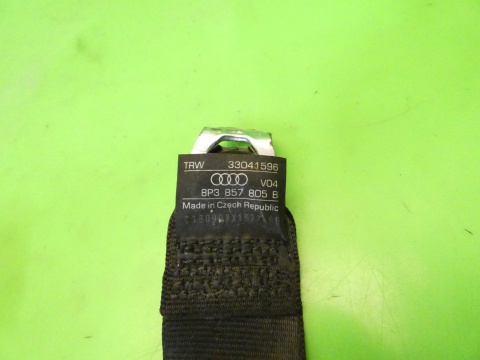 TRW 33041596
V04
8P3 857 805 B
Made in Czech Republic